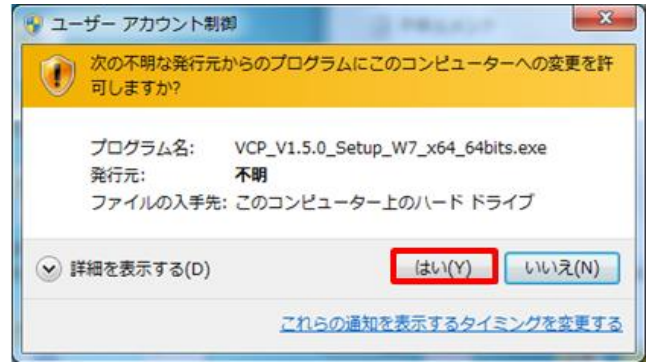 ユーザー アカウント制御
次の不明な発行元からのプログラムにこのコンピューターへの変更を許
可しますか?
プログラム名: VCP_V1.5.0_Setup_W7_x64_64bits.exe
発行元: 不明
ファイルの入手先: このコンピューター上のハード ドライブ
詳細を表示する(D) はい(Y) いいえ(N)
これらの通知を表示するタイミングを変更する